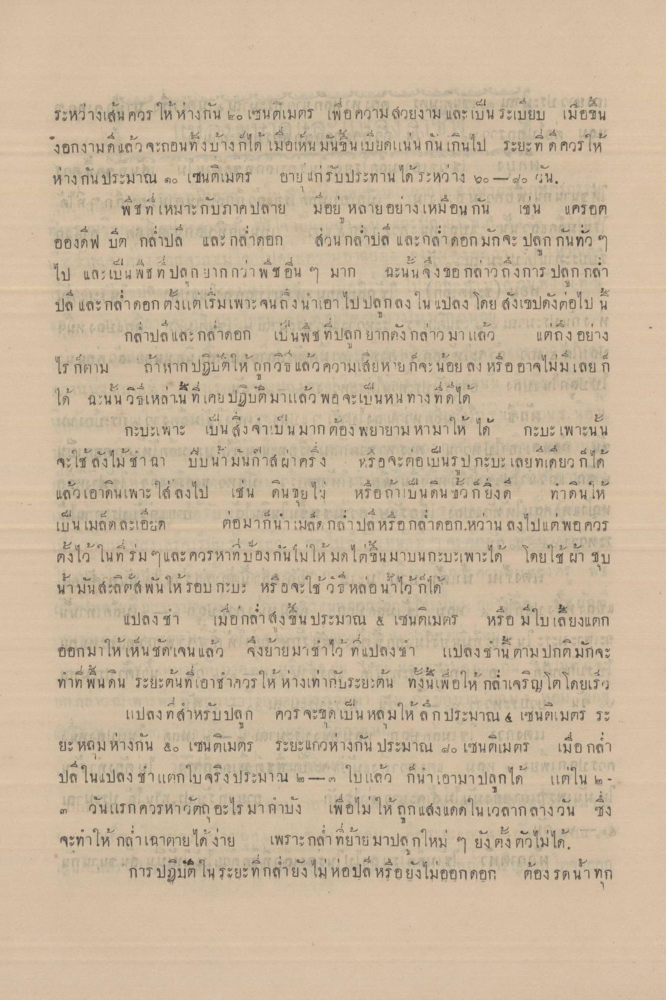 ระหว่างเส้นควรให้ห่างกัน ๒๐ เซนติเมตร เพื่อความสวยงามและเป็นระเบียบ เมื่อขึ้น
งอกงามดีแล้วจะถอนทิ้งบ้างก็ได้ เมื่อเห็นมันขึ้นเบียดแน่นกันเกินไป ระยะที่ดีควรให้
ห่างกันประมาณ ๑๐ เซนติเมตร อายุแก่รับประทานได้ระหว่าง ๖๐ — ๘๐ วัน.
พืชที่เหมาะกับภาคปลาย มีอยู่หลายอย่างเหมือนกัน เช่น แครอต
อองดีฟ บีต กล่ำปลี และกล่ำดอก ส่วนกล่ำปลีและกล่ำดอกมักจะปลูกกันทั่ว ๆ
ไป และเป็นพืชที่ปลูกยากกว่าพืชอื่น ๆ มาก ฉะนั้นจึงขอกล่าวถึงการปลูกกล่ำ
ปลีและกล่ำดอกตั้งแต่เริ่มเพาะจนถึงนำเอาไปปลูกลงในแปลงโดยสังเขปดังต่อไปนี้
กล่ำปลีและกล่ำดอก เป็นพืชที่ปลูกยากดังกล่าวมาแล้ว แต่ถึงอย่าง
ไรก็ตาม ถ้าหากปฏิบัติให้ถูกวิธีแล้วความเสียหายก็จะน้อยลงหรืออาจไม่มีเลยก็
ได้ ฉะนั้นวิธีเหล่านี้ที่เคยปฏิบัติมาแล้วพอจะเป็นหนทางที่ดีได้
กะบะเพาะ เป็นสิ่งจำเป็นมากต้องพยายามหามาให้ได้ กะบะเพาะนั้น
จะใช้ลังไม้ชำฉา บีบน้ำมันก๊าสผ่าครึ่ง หรือจะต่อเป็นรูปกะบะเลยทีเดียวก็ได้
แล้วเอาดินเพาะใส่ลงไป เช่น ดินขุยไผ่ หรือถ้าเป็นดินขั้วก็ยิ่งดี ทำดินให้
เป็นเมล็ดละเอียด ต่อมาก็นำเมล็ดกล่ำปลีหรือกล่ำดอกหว่านลงไปแต่พอควร
ตั้งไว้ในที่ร่ม ๆ และควรหาที่ป้องกันไม่ให้มดไต่ขึ้นมาบนกะบะเพาะได้ โดยใช้ผ้าชุบ
น้ำมันสะลิตัสพันให้รอบกะบะ หรือจะใช้วิธีหล่อน้ำไว้ก็ได้
แปลงชำ เมื่อกล่ำสูงขึ้นประมาณ ๕ เซนติเมตร หรือมีใบเลี้ยงแตก
ออกมาให้เห็นชัดเจนแล้ว จึงย้ายมาชำไว้ที่แปลงชำ แปลงชำนี้ตามปกติมักจะ
ทำที่พื้นดิน ระยะต้นที่เอาชำควรให้ห่างเท่ากับระยะต้น ทั้งนี้เพื่อให้กล่ำเจริญโตโดยเร็ว
แปลงที่สำหรับปลูก ควรจะขุดเป็นหลุมให้ลึกประมาณ ๕ เซนติเมตร ระ
ยะหลุมห่างกัน ๕๐ เซนติเมตร ระยะแถวห่างกันประมาณ ๘๐ เซนติเมตร เมื่อกล่ำ
ปลีในแปลงชำแตกใบจริงประมาณ ๒ — ๓ ใบแล้ว ก็นำเอามาปลูกได้ แต่ใน ๒ -
๓ วันแรกควรหาวัตถุอะไรมากำบัง เพื่อไม่ให้ถูกแสงแดดในเวลากลางวัน ซึ่ง
จะทำให้กล่ำเฉาตายได้ง่าย เพราะกล่ำที่ย้ายมาปลูกใหม่ ๆ ยังตั้งตัวไม่ได้.
การปฏิบัติในระยะที่กล่ำยังไม่ห่อปลีหรือยังไม่ออกดอก ต้องรดน้ำทุก